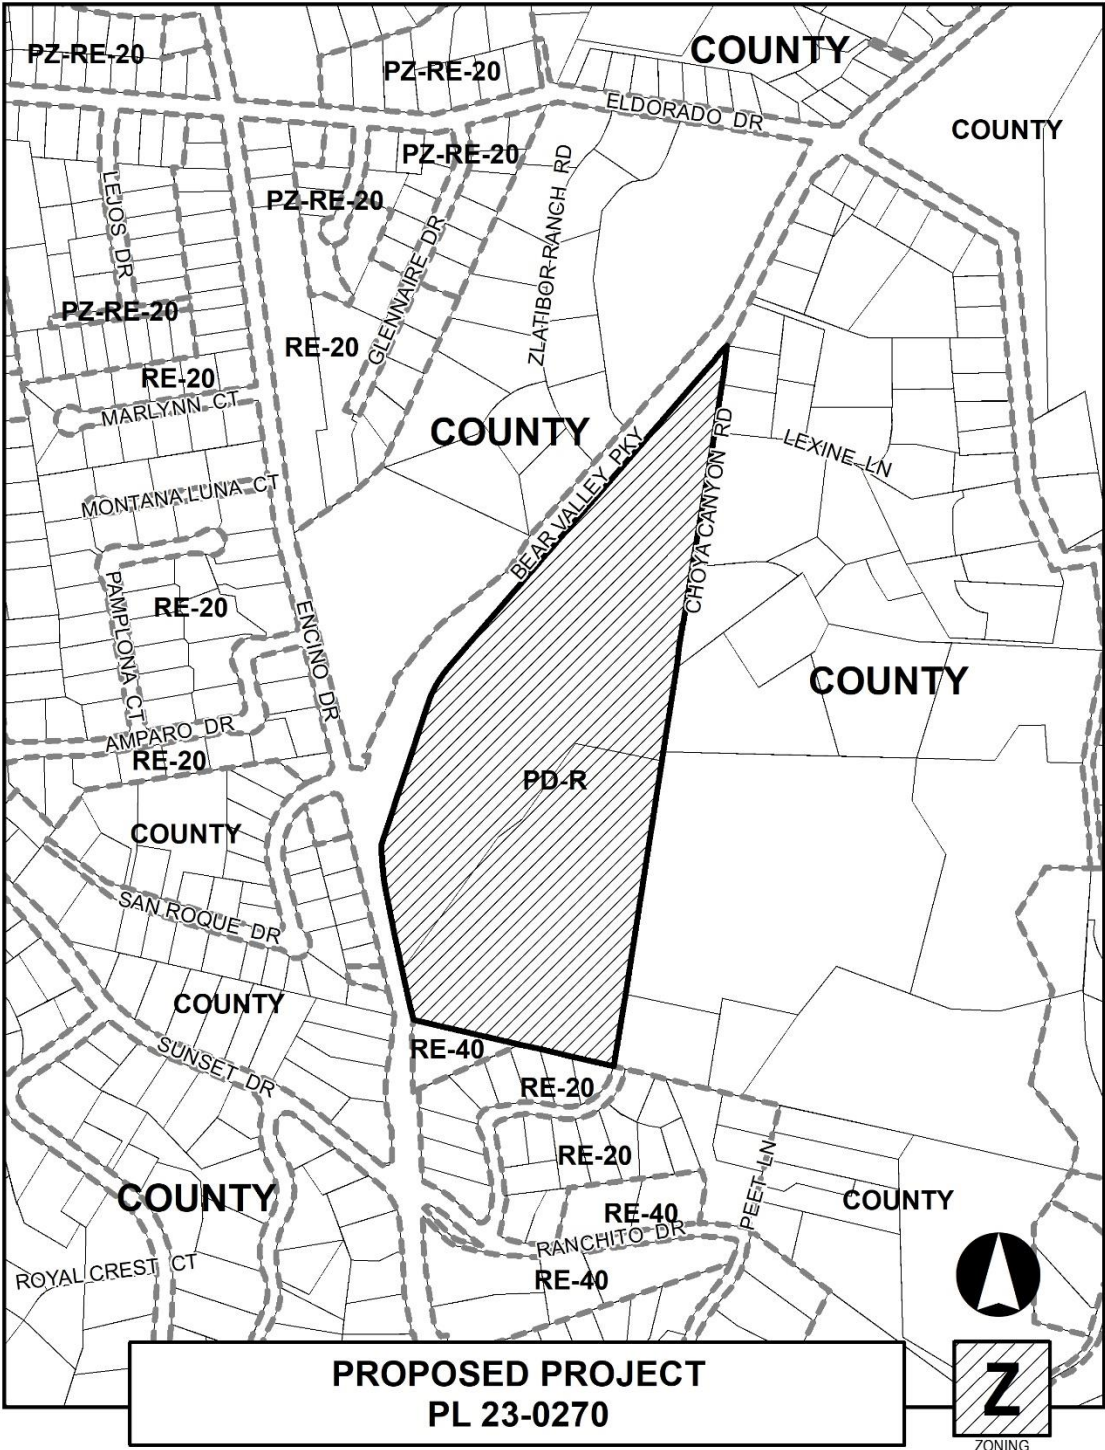 PZ-RE-20
PZ-RE-20
COUNTY
ELDORADO DR
COUNTY
PZ-RE-20
PZ-RE-20
LEJOS DR
GLENNAIRE DR
ZLATIBOR RANCH RD
PZ-RE-20
RE-20
RE-20
MARLYNN CT
COUNTY
BEAR VALLEY PKY
CHOYA CANYON RD
LEXINE LN
MONTANA LUNA CT
PAMPLONA CT
RE-20
ENCINO DR
COUNTY
AMPARO DR
RE-20
PD-R
COUNTY
SAN ROQUE DR
COUNTY
SUNSET DR
RE-40
RE-20
RE-20
PEET LN
COUNTY
COUNTY
RE-40
RANCHITO DR
ROYAL CREST CT
RE-40
PROPOSED PROJECT
PL 23-0270
Z
ZONING